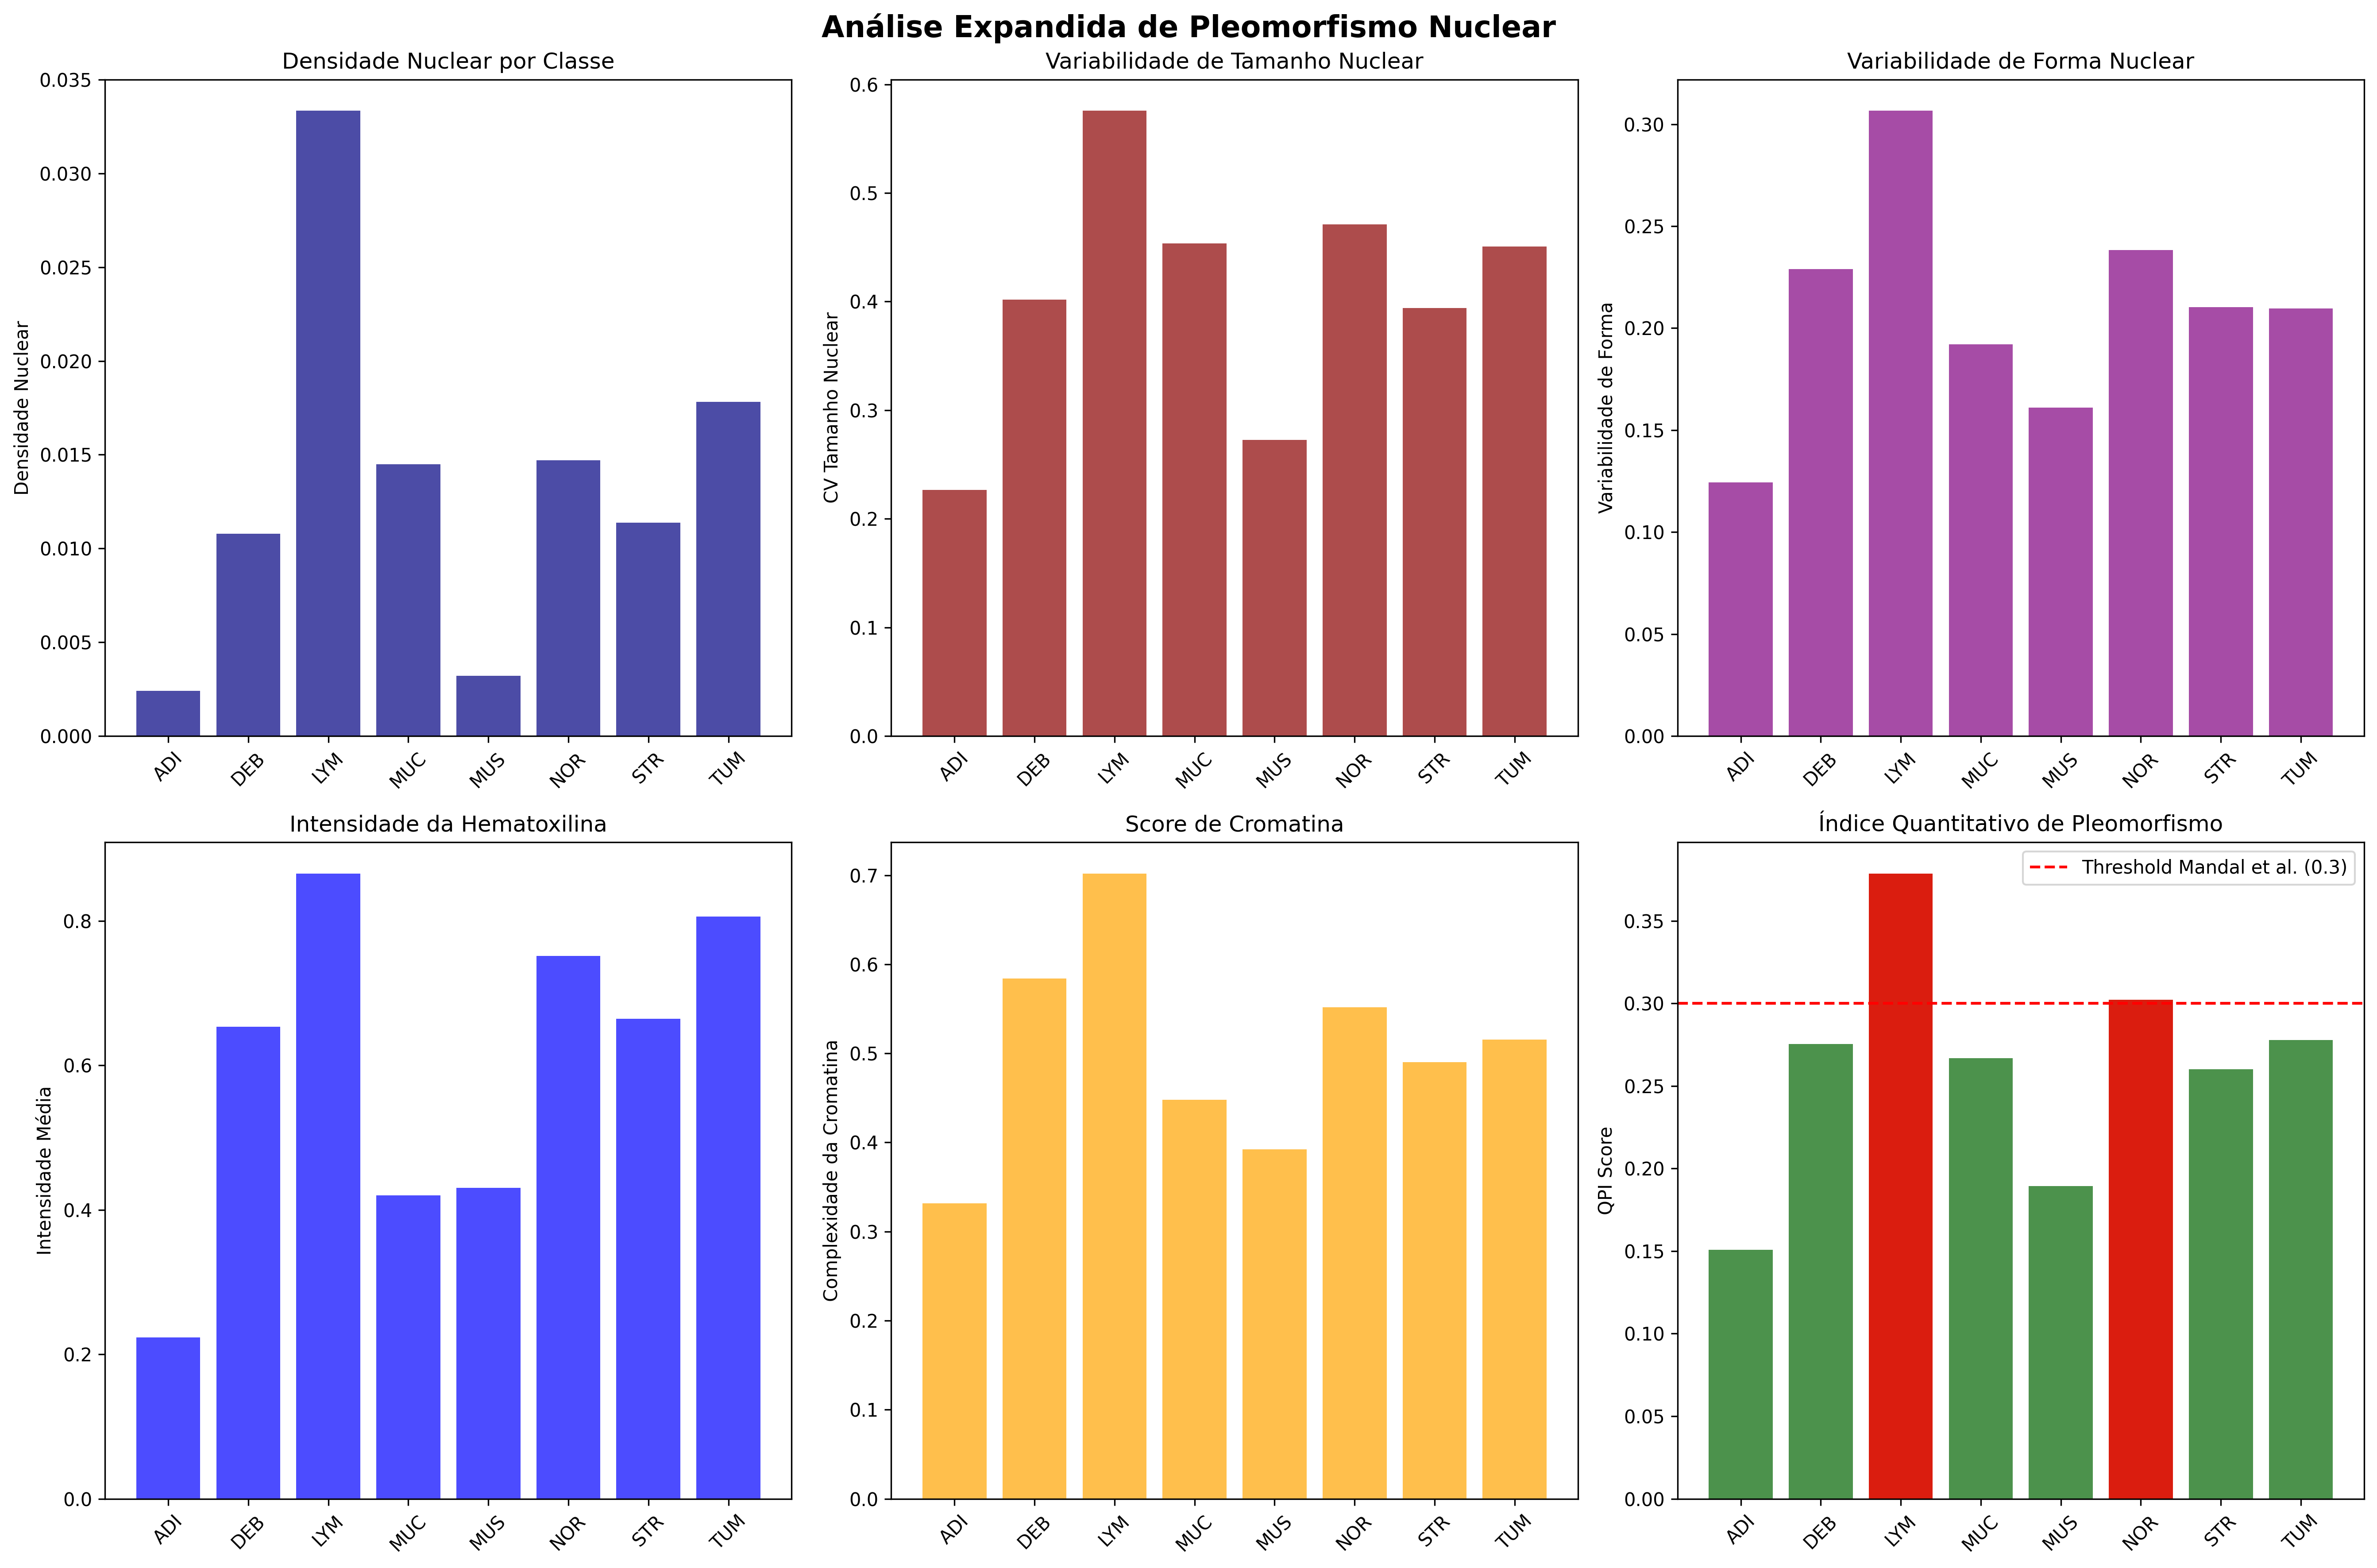 Análise Expandida de Pleomorfismo Nuclear
Densidade Nuclear por Classe
Densidade Nuclear
0.035
0.030
0.025
0.020
0.015
0.010
0.005
0.000
ADI DEB LYM MUC MUS NOR STR TUM
Variabilidade de Tamanho Nuclear
CV Tamanho Nuclear
0.6
0.5
0.4
0.3
0.2
0.1
0.0
ADI DEB LYM MUC MUS NOR STR TUM
Variabilidade de Forma Nuclear
Variabilidade de Forma
0.30
0.25
0.20
0.15
0.10
0.05
0.00
ADI DEB LYM MUC MUS NOR STR TUM
Intensidade da Hematoxilina
Intensidade Média
0.8
0.6
0.4
0.2
0.0
ADI DEB LYM MUC MUS NOR STR TUM
Score de Cromatina
Complexidade da Cromatina
0.7
0.6
0.5
0.4
0.3
0.2
0.1
0.0
ADI DEB LYM MUC MUS NOR STR TUM
Índice Quantitativo de Pleomorfismo
Threshold Mandal et al. (0.3)
QPI Score
0.35
0.30
0.25
0.20
0.15
0.10
0.05
0.00
ADI DEB LYM MUC MUS NOR STR TUM